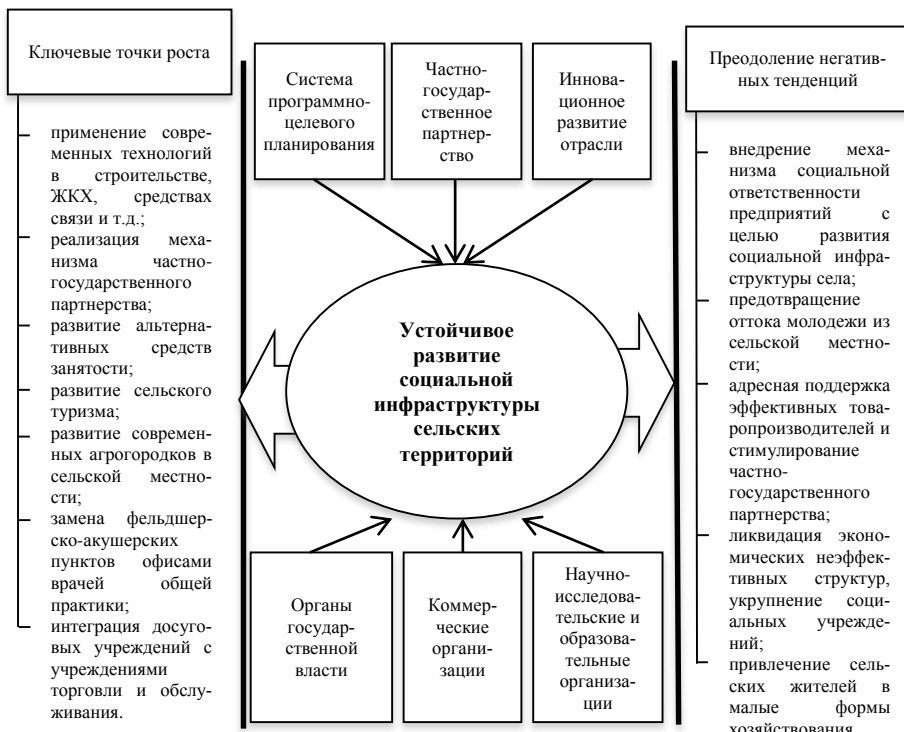 Ключевые точки роста
применение совре-
менных технологий
в строительстве,
ЖКХ, средствах
связи и т.д.;
реализация меха-
низма частно-
государственного
партнерства;
развитие альтерна-
тивных средств
занятости;
развитие сельского
туризма;
развитие современ-
ных агрогородков в
сельской местно-
сти;
замена фельдшер-
ско-акушерских
пунктов офисами
врачей общей
практики;
интеграция досуго-
вых учреждений с
учреждениями
торговли и обслу-
живания.
Система
программно-
целевого
планирования
Частно-
государ-
ственное
партнер-
ство
Иннова-
ционное
развитие
отрасли
Устойчивое
развитие
социальной
инфраструктуры
сельских
территорий
Органы
государ-
ственной
власти
Коммер-
ческие
органи-
зации
Научно-
исследова-
тельские и
образова-
тельные
организа-
ции
Преодоление негатив-
ных тенденций
внедрение меха-
низма социальной
ответственности
предприятий с
целью развития
социальной инфра-
структуры села;
предотвращение
оттока молодежи из
сельской местно-
сти;
адресная поддержка
эффективных това-
ропроизводителей и
стимулирование
частно-
государственного
партнерства;
ликвидация эконо-
мических неэффек-
тивных структур,
укрупнение соци-
альных учрежде-
ний;
привлечение сель-
ских жителей в
малые формы
хозяйствования